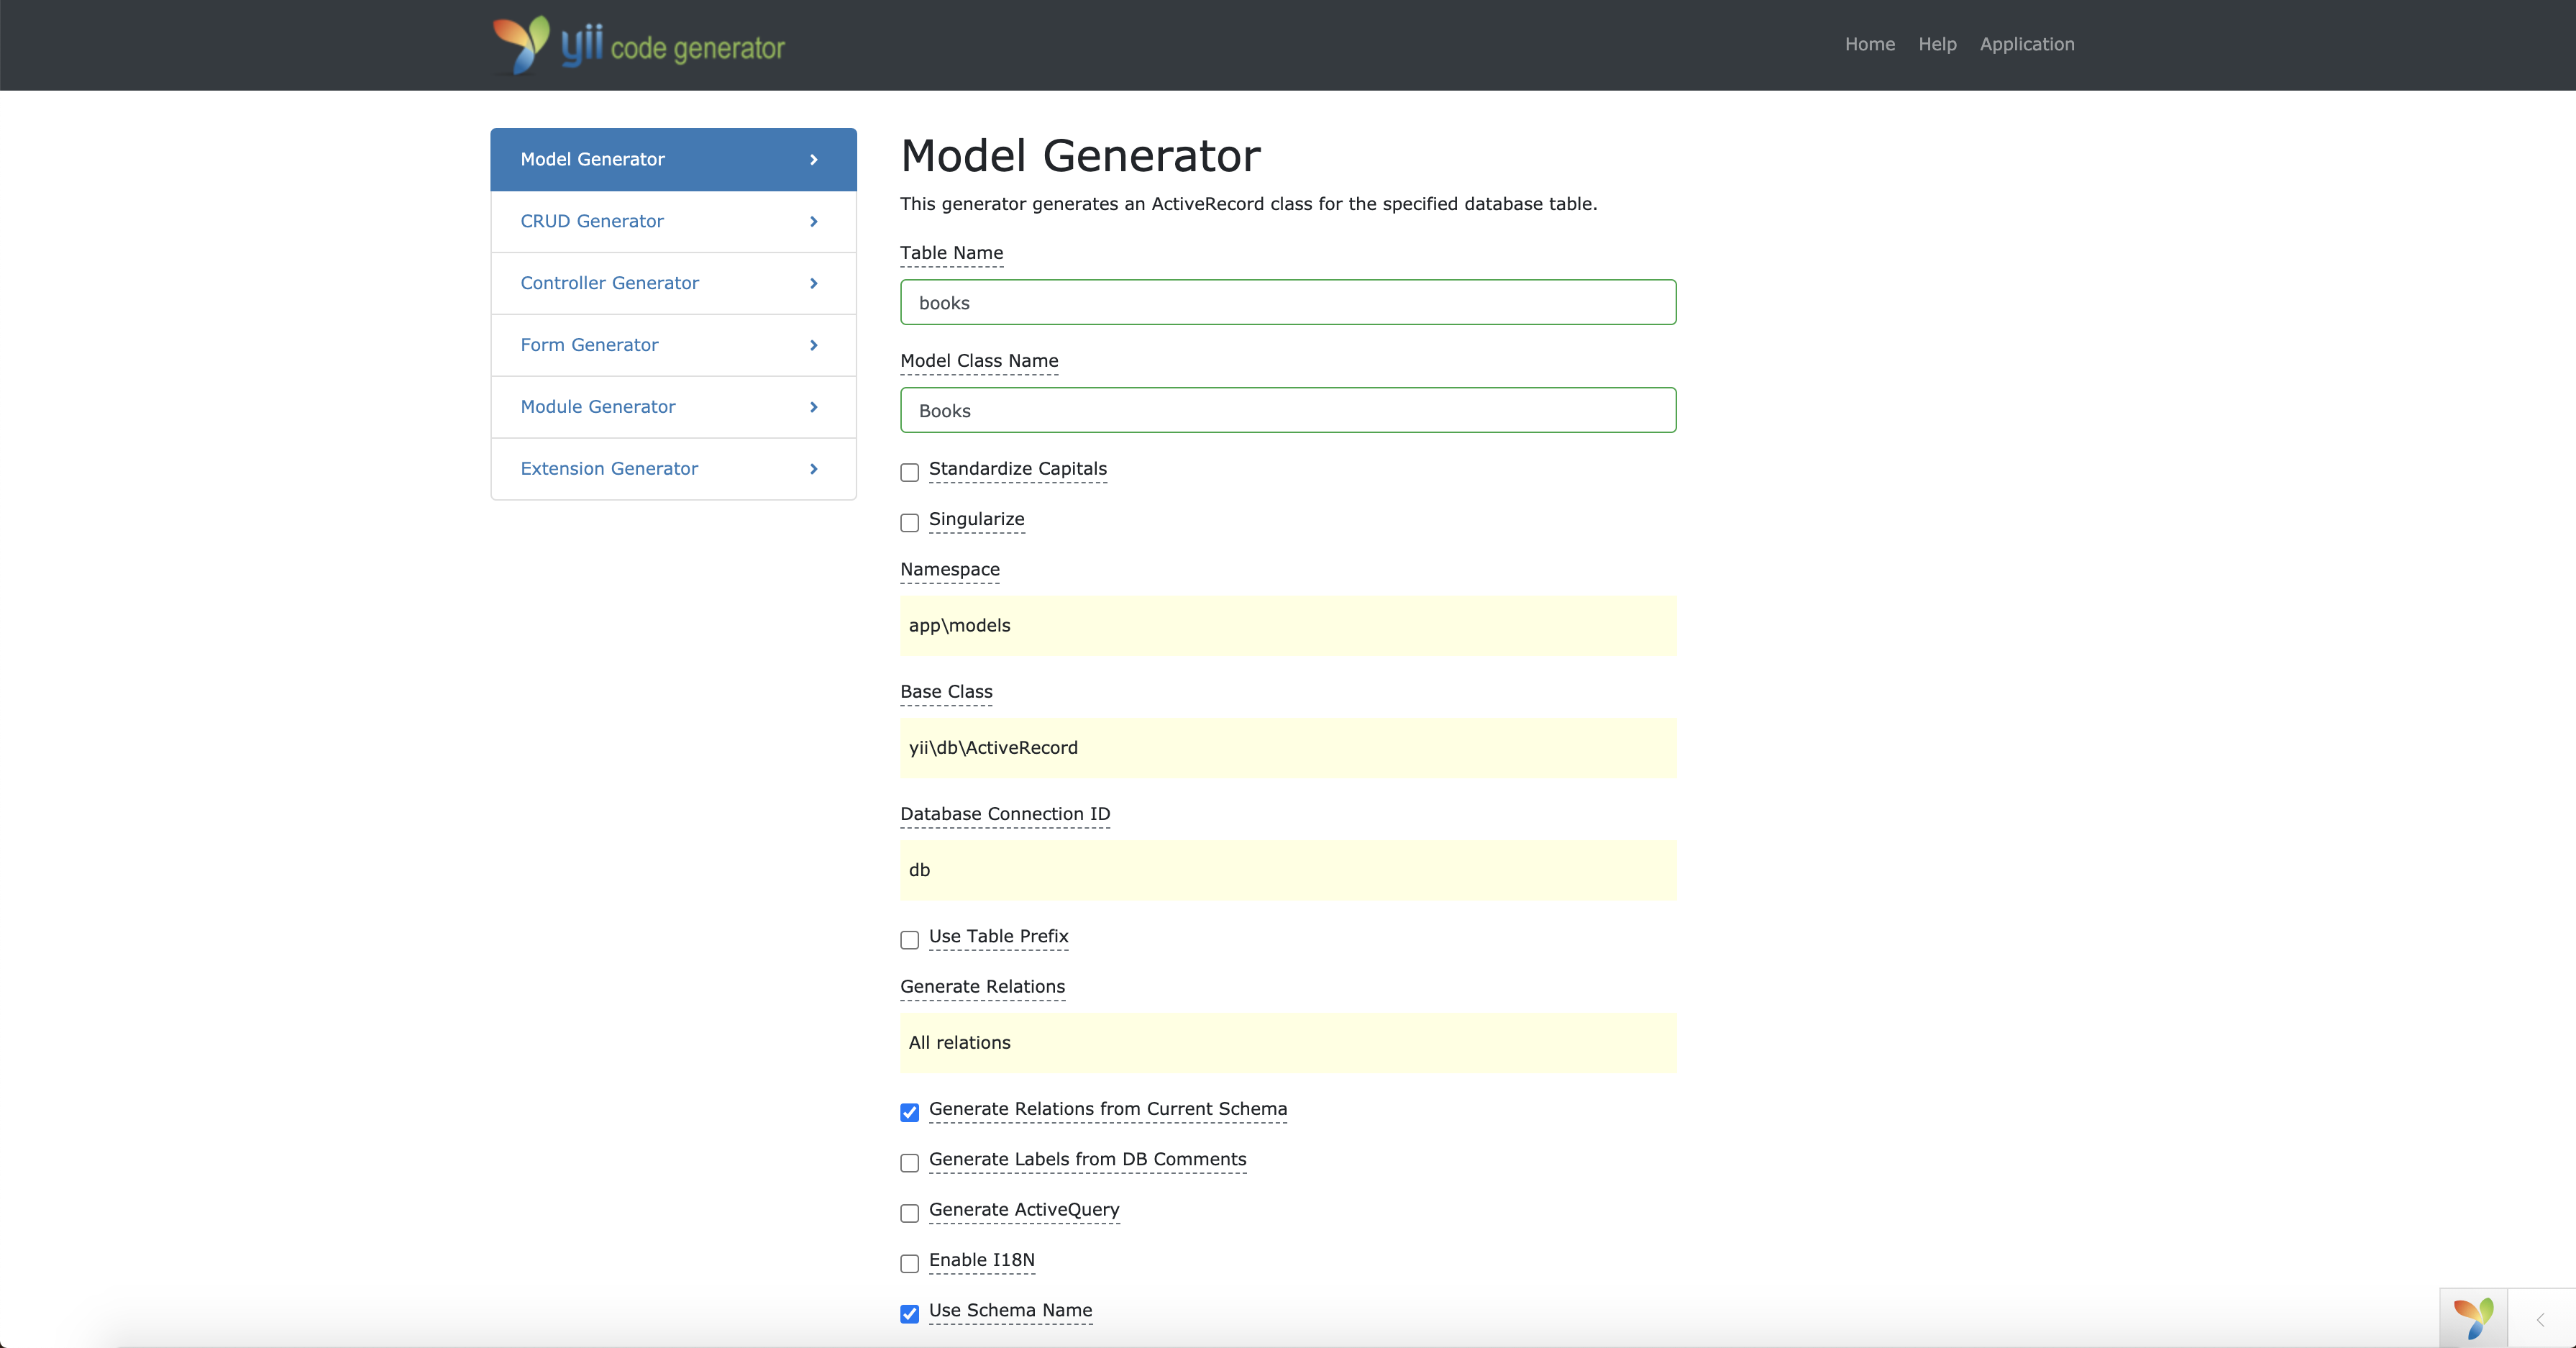 yii code generator
Home Help Application
Model Generator
CRUD Generator
Controller Generator
Form Generator
Module Generator
Extension Generator
Model Generator
This generator generates an ActiveRecord class for the specified database table.
Table Name
books
Model Class Name
Books
Standardize Capitals
Singularize
Namespace
app\models
Base Class
yii\db\ActiveRecord
Database Connection ID
db
Use Table Prefix
Generate Relations
All relations
Generate Relations from Current Schema
Generate Labels from DB Comments
Generate ActiveQuery
Enable I18N
Use Schema Name